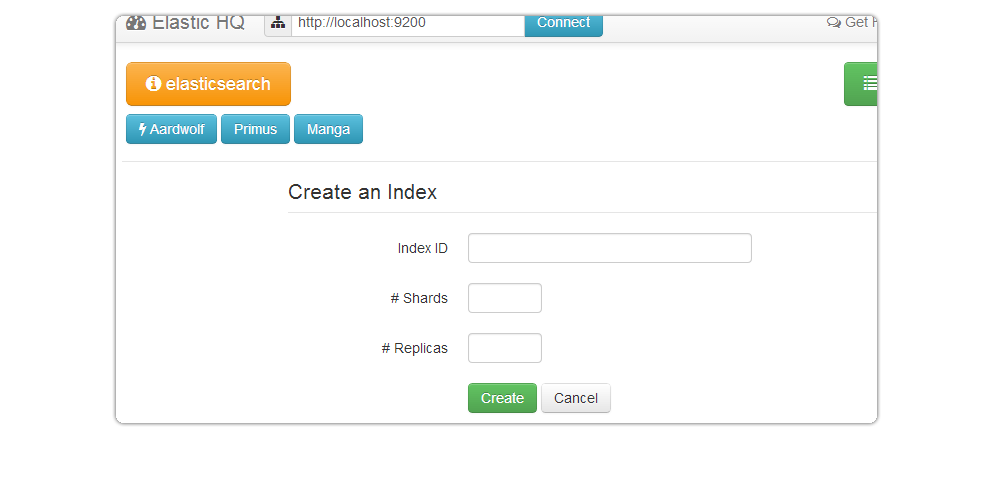 Elastic HQ http://localhost:9200 Connect Get
elasticsearch
Aardwolf Primus Manga
Create an Index
Index ID
# Shards
# Replicas
Create Cancel